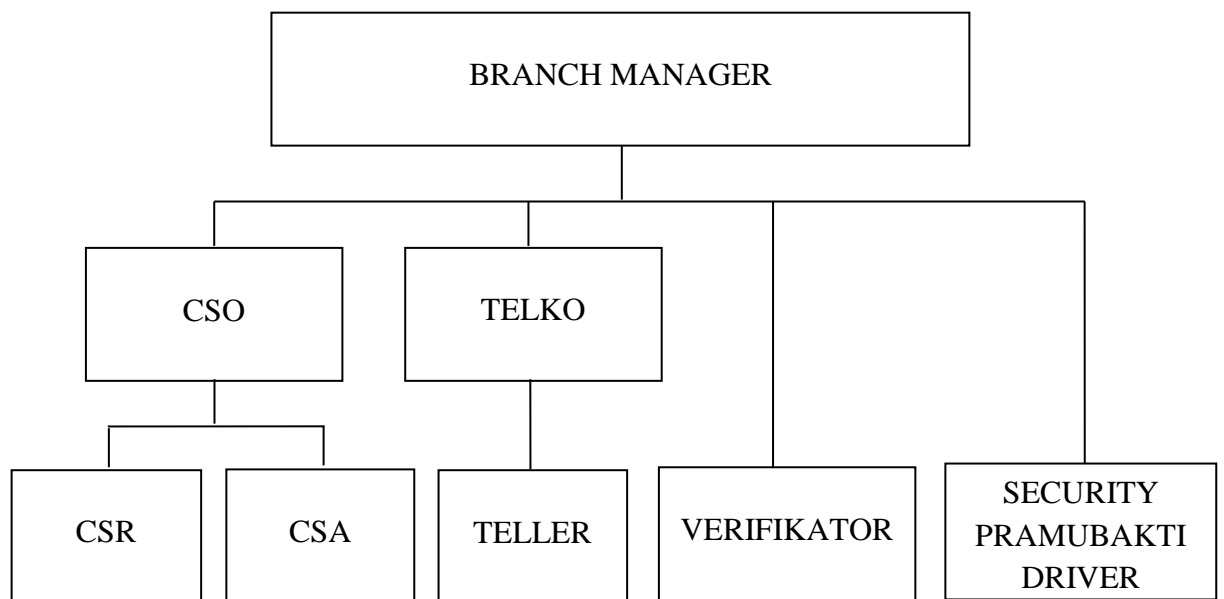 BRANCH MANAGER
CSO
TELKO
CSR
CSA
TELLER
VERIFIKATOR
SECURITY
PRAMUBAKTI
DRIVER